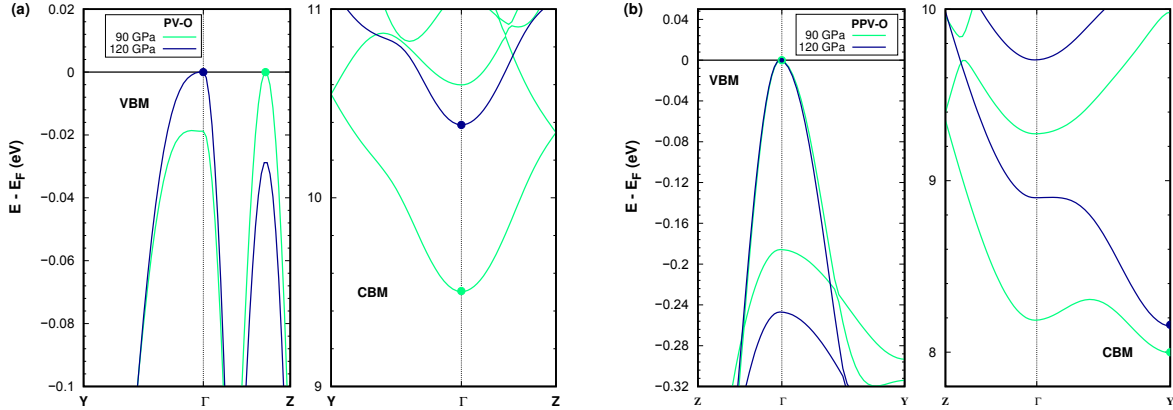 (a)
PV-O
90 GPa
120 GPa
VBM
E - E_F (eV)
0.02
0
−0.02
−0.04
−0.06
−0.08
−0.1
Y Γ Z
11
10
9
CBM
Y Γ Z
(b)
PPV-O
90 GPa
120 GPa
VBM
E - E_F (eV)
0.04
0
−0.04
−0.08
−0.12
−0.16
−0.2
−0.24
−0.28
−0.32
Z Γ Y
10
9
8
CBM
Z Γ Y